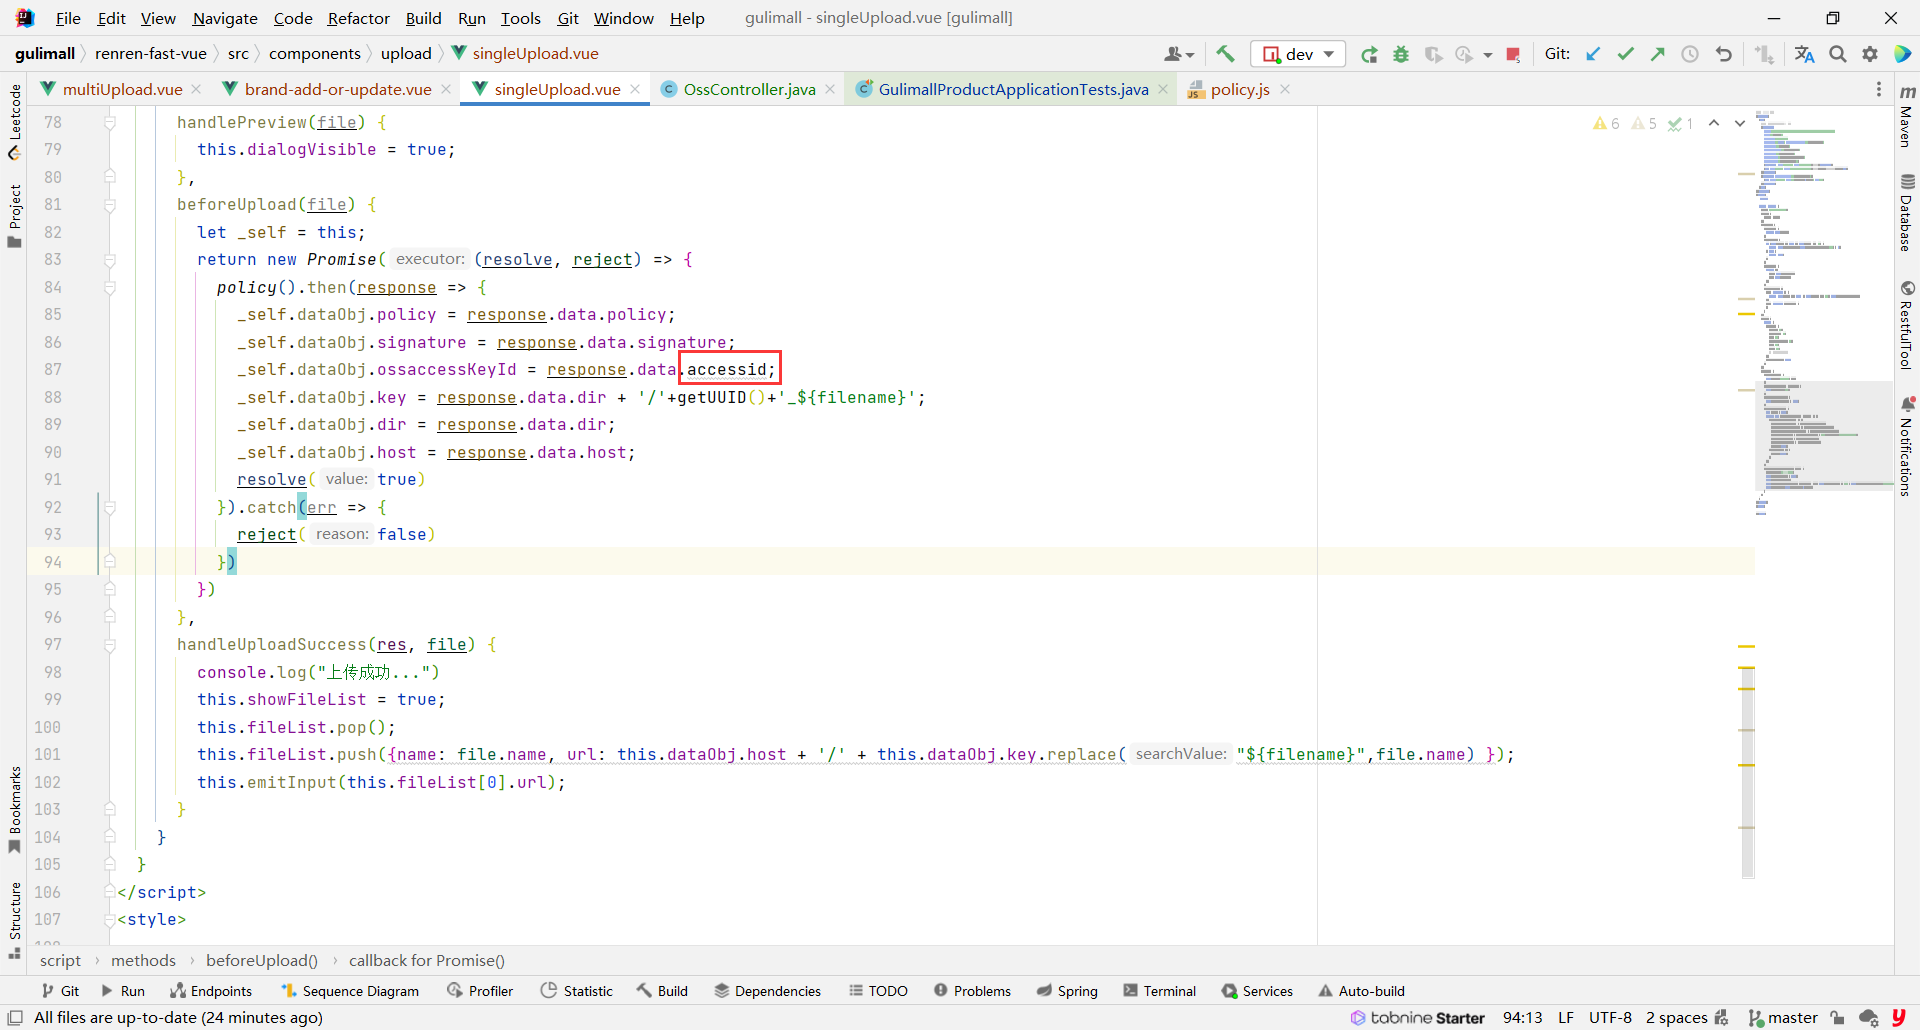 File Edit View Navigate Code Refactor Build Run Tools Git Window Help gulimall - singleUpload.vue [gulimall]
gulimall renren-fast-vue src components upload singleUpload.vue dev Git:
multiUpload.vue brand-add-or-update.vue singleUpload.vue OssController.java GulimallProductApplicationTests.java policy.js
6 5 1
78 handlePreview(file) {
79 this.dialogVisible = true;
80 },
81 beforeUpload(file) {
82 let _self = this;
83 return new Promise( executor: (resolve, reject) => {
84 policy().then(response => {
85 _self.dataObj.policy = response.data.policy;
86 _self.dataObj.signature = response.data.signature;
87 _self.dataObj.ossaccessKeyId = response.data.accessid;
88 _self.dataObj.key = response.data.dir + '/'+getUUID()+'_${filename}';
89 _self.dataObj.dir = response.data.dir;
90 _self.dataObj.host = response.data.host;
91 resolve( value: true)
92 }).catch(err => {
93 reject( reason: false)
94 })
95 })
96 },
97 handleUploadSuccess(res, file) {
98 console.log("上传成功...")
99 this.showFileList = true;
100 this.fileList.pop();
101 this.fileList.push({name: file.name, url: this.dataObj.host + '/' + this.dataObj.key.replace( searchValue: "${filename}",file.name) });
102 this.emitInput(this.fileList[0].url);
103 }
104 }
105 }
106 </script>
107 <style>
Leetcode
Project
Bookmarks
Structure
m Maven
Database
RestfulTool
Notifications
script methods beforeUpload() callback for Promise()
Git Run Endpoints Sequence Diagram Profiler Statistic Build Dependencies TODO Problems Spring Terminal Services Auto-build
All files are up-to-date (24 minutes ago) tabnine Starter 94:13 LF UTF-8 2 spaces master